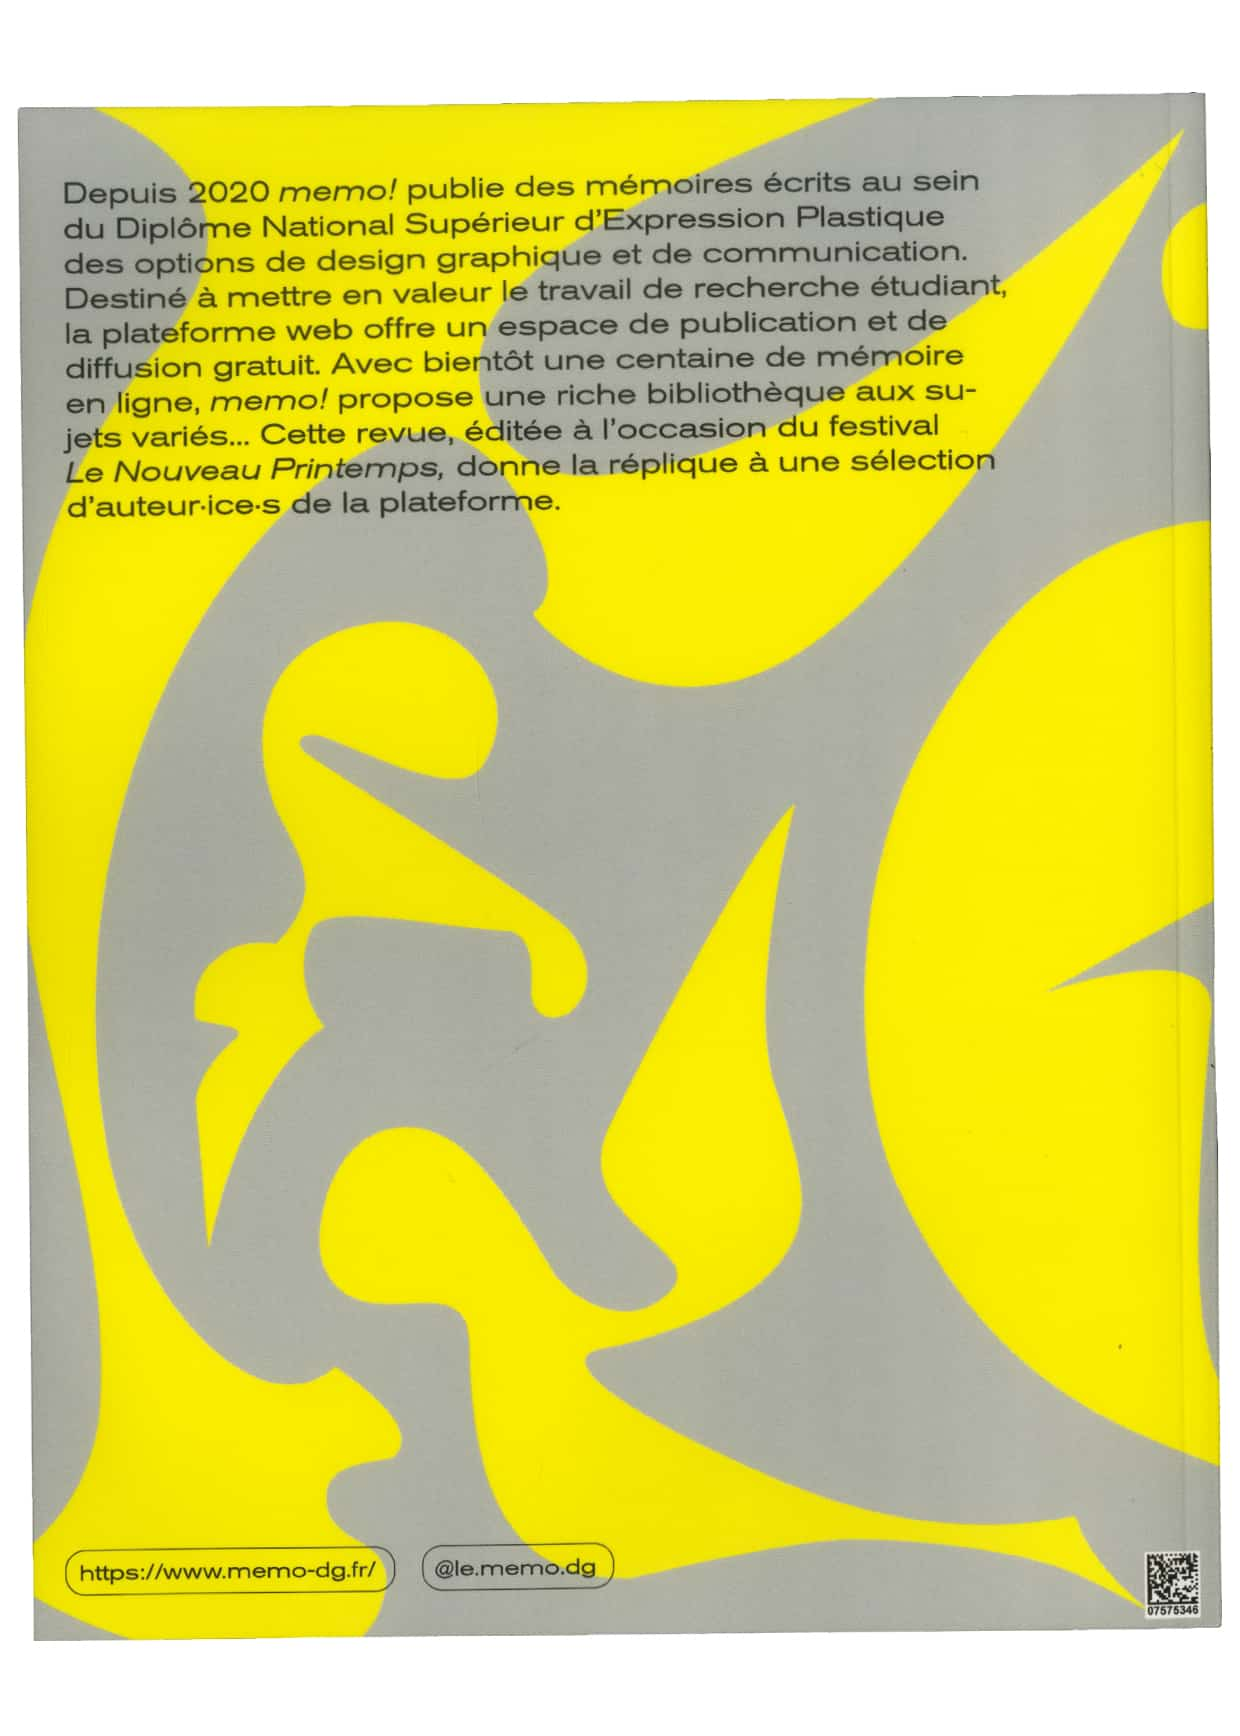 Depuis 2020 memo! publie des mémoires écrits au sein
du Diplôme National Supérieur d'Expression Plastique
des options de design graphique et de communication.
Destiné à mettre en valeur le travail de recherche étudiant,
la plateforme web offre un espace de publication et de
diffusion gratuit. Avec bientôt une centaine de mémoire
en ligne, memo! propose une riche bibliothèque aux su-
jets variés... Cette revue, éditée à l'occasion du festival
Le Nouveau Printemps, donne la réplique à une sélection
d'auteur·ice·s de la plateforme.
https://www.memo-dg.fr/
@le.memo.dg
07575346